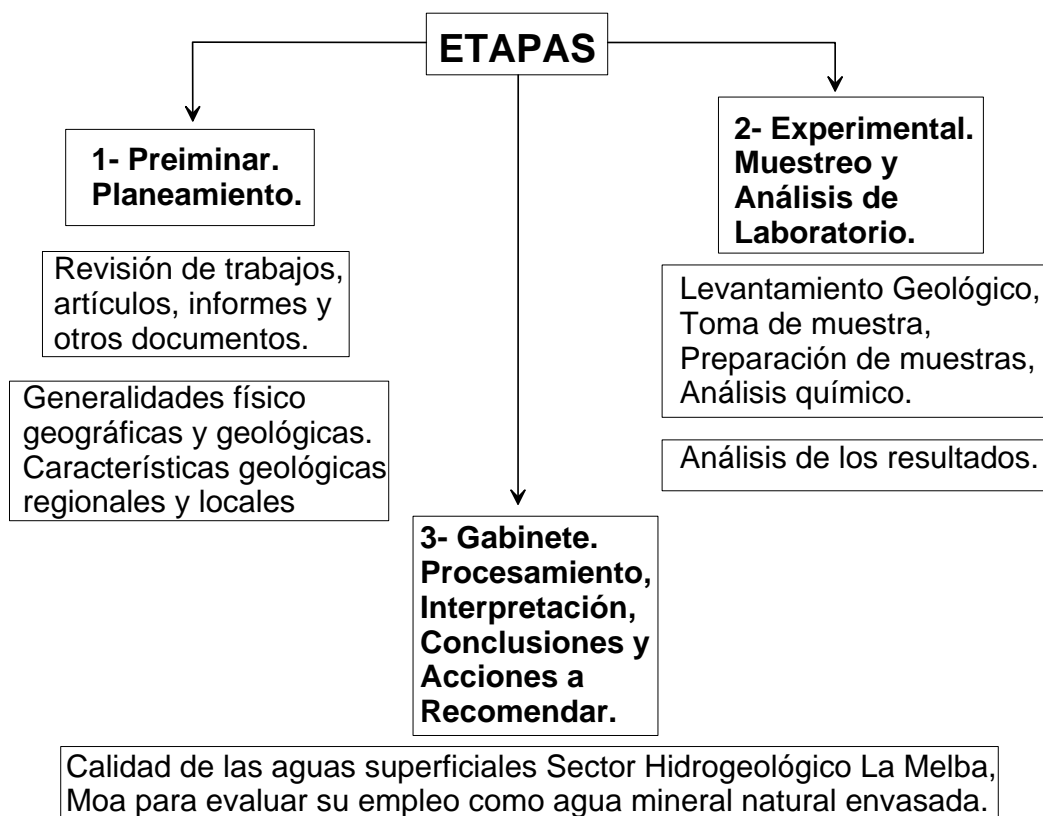 ETAPAS
1- Preiminar.
Planeamiento.
Revisión de trabajos,
artículos, informes y
otros documentos.
Generalidades físico
geográficas y geológicas.
Característícas geológicas
regionales y locales
2- Experimental.
Muestreo y
Análisis de
Laboratorio.
Levantamiento Geológico,
Toma de muestra,
Preparación de muestras,
Análisis químico.
Análisis de los resultados.
3- Gabinete.
Procesamiento,
Interpretación,
Conclusiones y
Acciones a
Recomendar.
Calidad de las aguas superficiales Sector Hidrogeológico La Melba,
Moa para evaluar su empleo como agua mineral natural envasada.